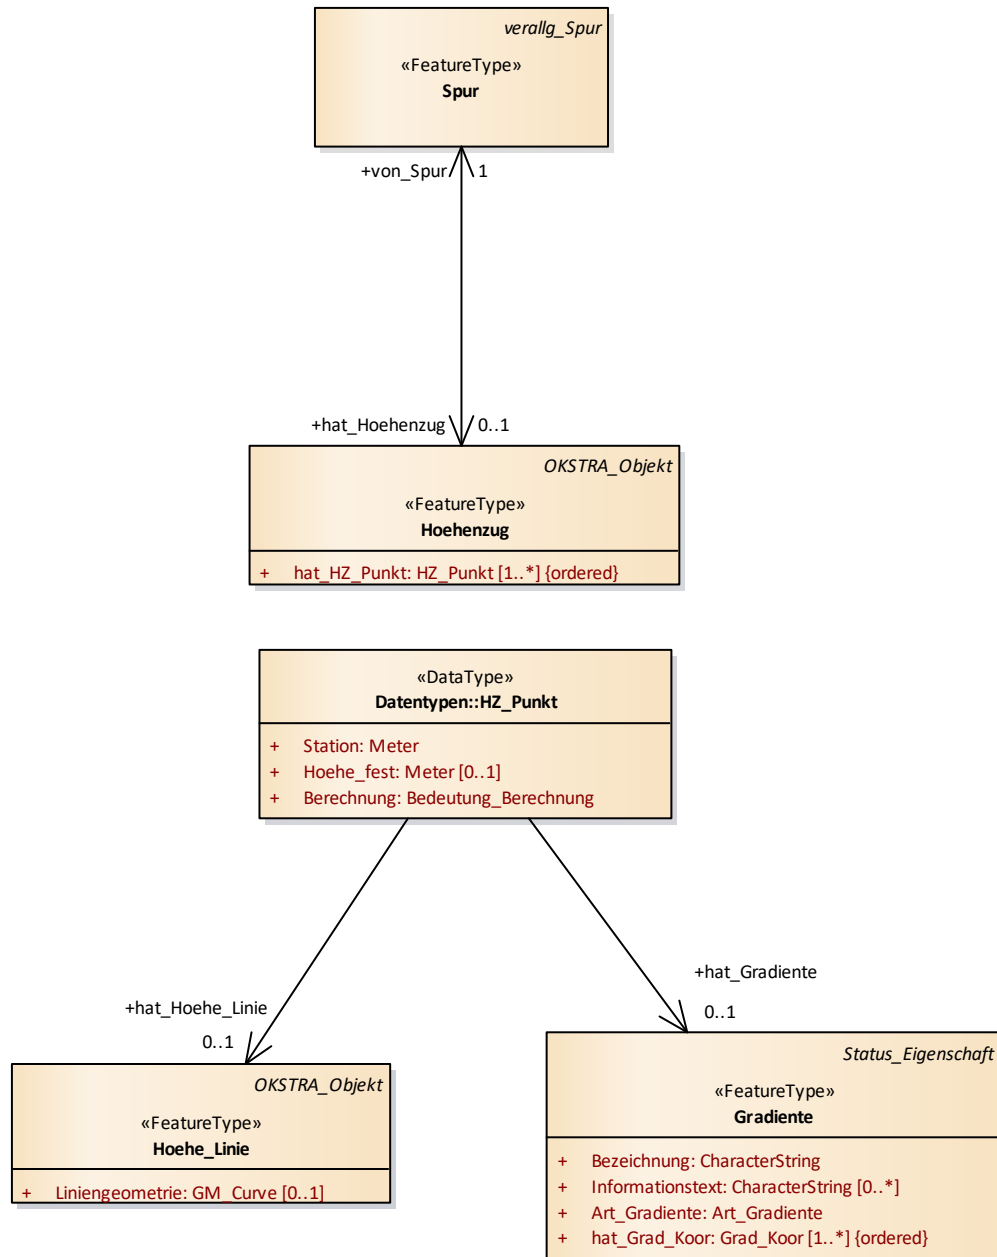 verallg_Spur
«FeatureType»
Spur
+von_Spur 1
+hat_Hoehenzug 0..1
OKSTRA_Objekt
«FeatureType»
Hoehenzug
+ hat_HZ_Punkt: HZ_Punkt [1..*] {ordered}
«DataType»
Datentypen::HZ_Punkt
+ Station: Meter
+ Hoehe_fest: Meter [0..1]
+ Berechnung: Bedeutung_Berechnung
+hat_Hoehe_Linie
0..1
+hat_Gradiente
0..1
OKSTRA_Objekt
«FeatureType»
Hoehe_Linie
+ Liniengeometrie: GM_Curve [0..1]
Status_Eigenschaft
«FeatureType»
Gradiente
+ Bezeichnung: CharacterString
+ Informationstext: CharacterString [0..*]
+ Art_Gradiente: Art_Gradiente
+ hat_Grad_Koor: Grad_Koor [1..*] {ordered}